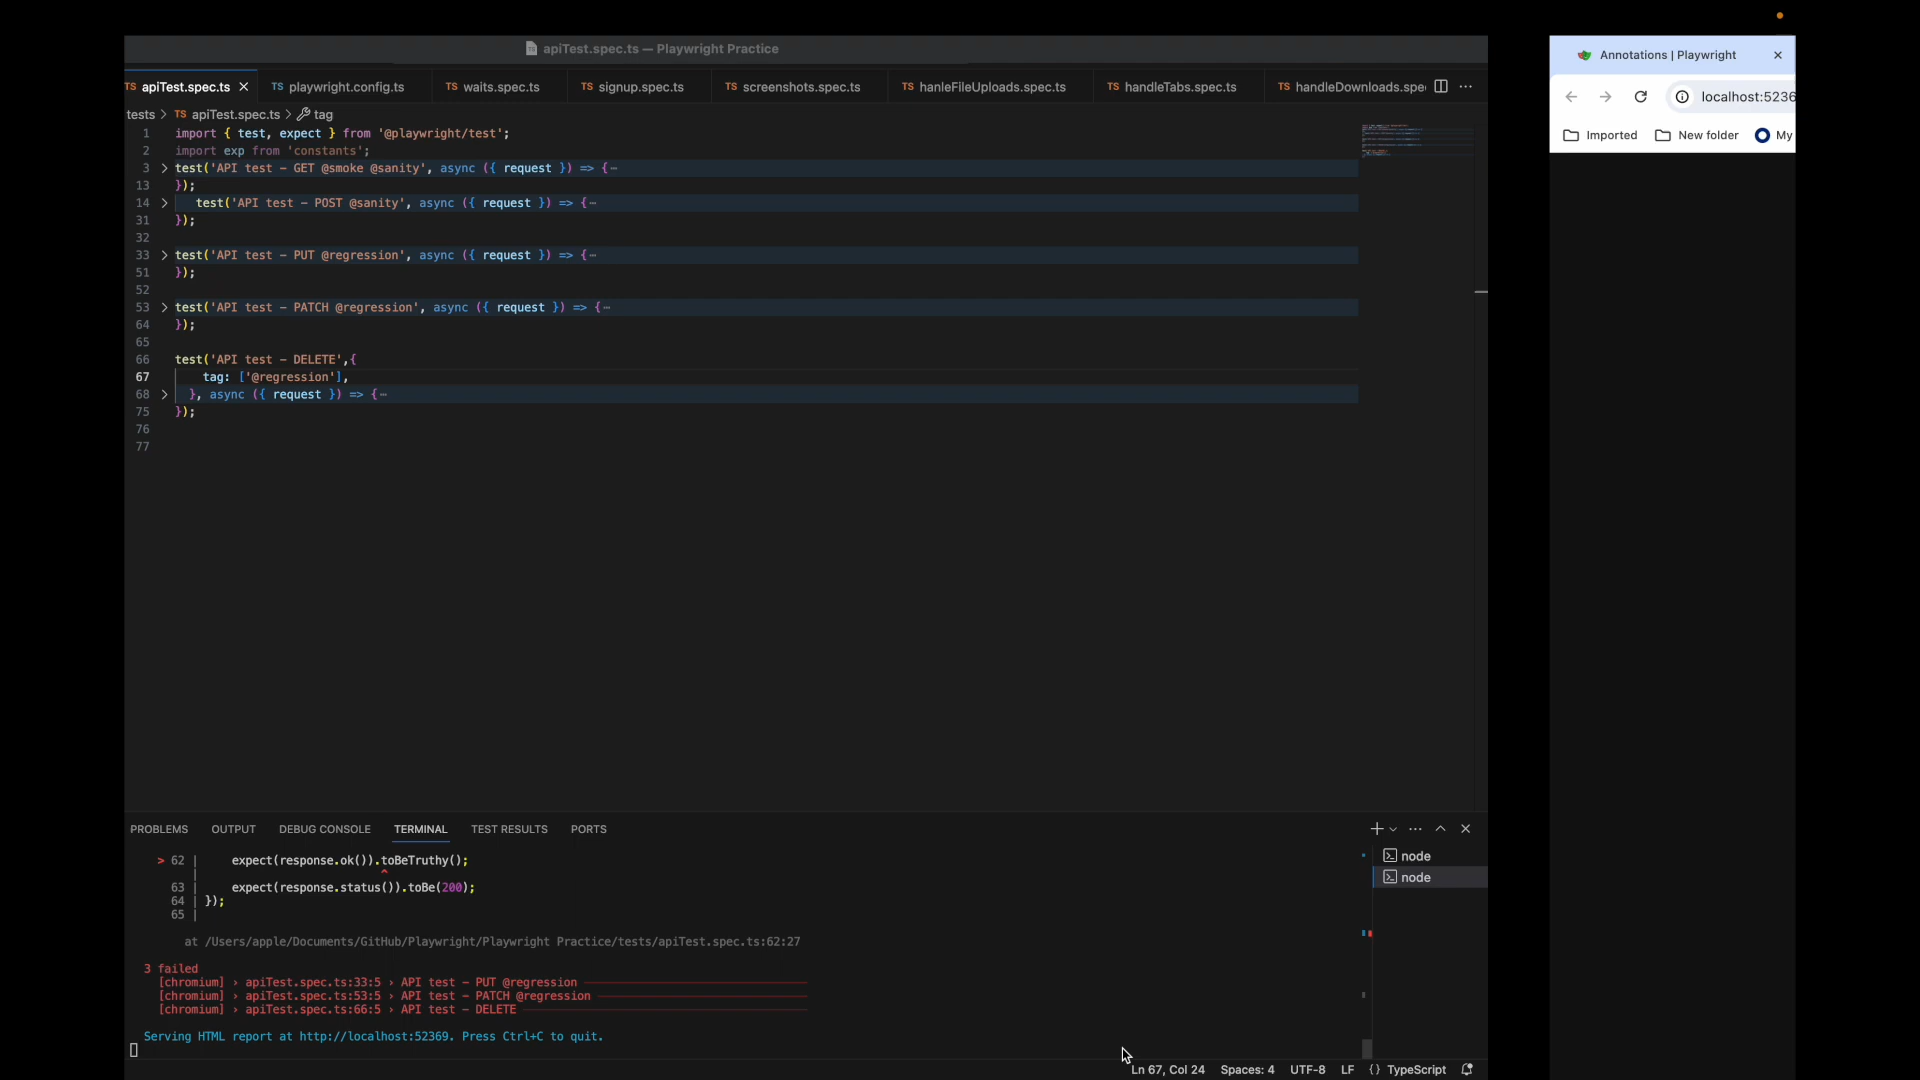 apiTest.spec.ts — Playwright Practice
TS apiTest.spec.ts
TS playwright.config.ts
TS waits.spec.ts
TS signup.spec.ts
TS screenshots.spec.ts
TS hanleFileUploads.spec.ts
TS handleTabs.spec.ts
TS handleDownloads.spe
tests > TS apiTest.spec.ts > tag
1 import { test, expect } from '@playwright/test';
2 import exp from 'constants';
3 > test('API test – GET @smoke @sanity', async ({ request }) => {⋯
13 });
14 > test('API test – POST @sanity', async ({ request }) => {⋯
31 });
32
33 > test('API test – PUT @regression', async ({ request }) => {⋯
51 });
52
53 > test('API test – PATCH @regression', async ({ request }) => {⋯
64 });
65
66 test('API test – DELETE',{
67 tag: ['@regression'],
68 > }, async ({ request }) => {⋯
75 });
76
77
PROBLEMS OUTPUT DEBUG CONSOLE TERMINAL TEST RESULTS PORTS
> 62 | expect(response.ok()).toBeTruthy();
| ^
63 | expect(response.status()).toBe(200);
64 | });
65 |
at /Users/apple/Documents/GitHub/Playwright/Playwright Practice/tests/apiTest.spec.ts:62:27
3 failed
[chromium] › apiTest.spec.ts:33:5 › API test – PUT @regression
[chromium] › apiTest.spec.ts:53:5 › API test – PATCH @regression
[chromium] › apiTest.spec.ts:66:5 › API test – DELETE
Serving HTML report at http://localhost:52369. Press Ctrl+C to quit.
node
node
Ln 67, Col 24 Spaces: 4 UTF-8 LF {} TypeScript
Annotations | Playwright
localhost:5236
Imported New folder My